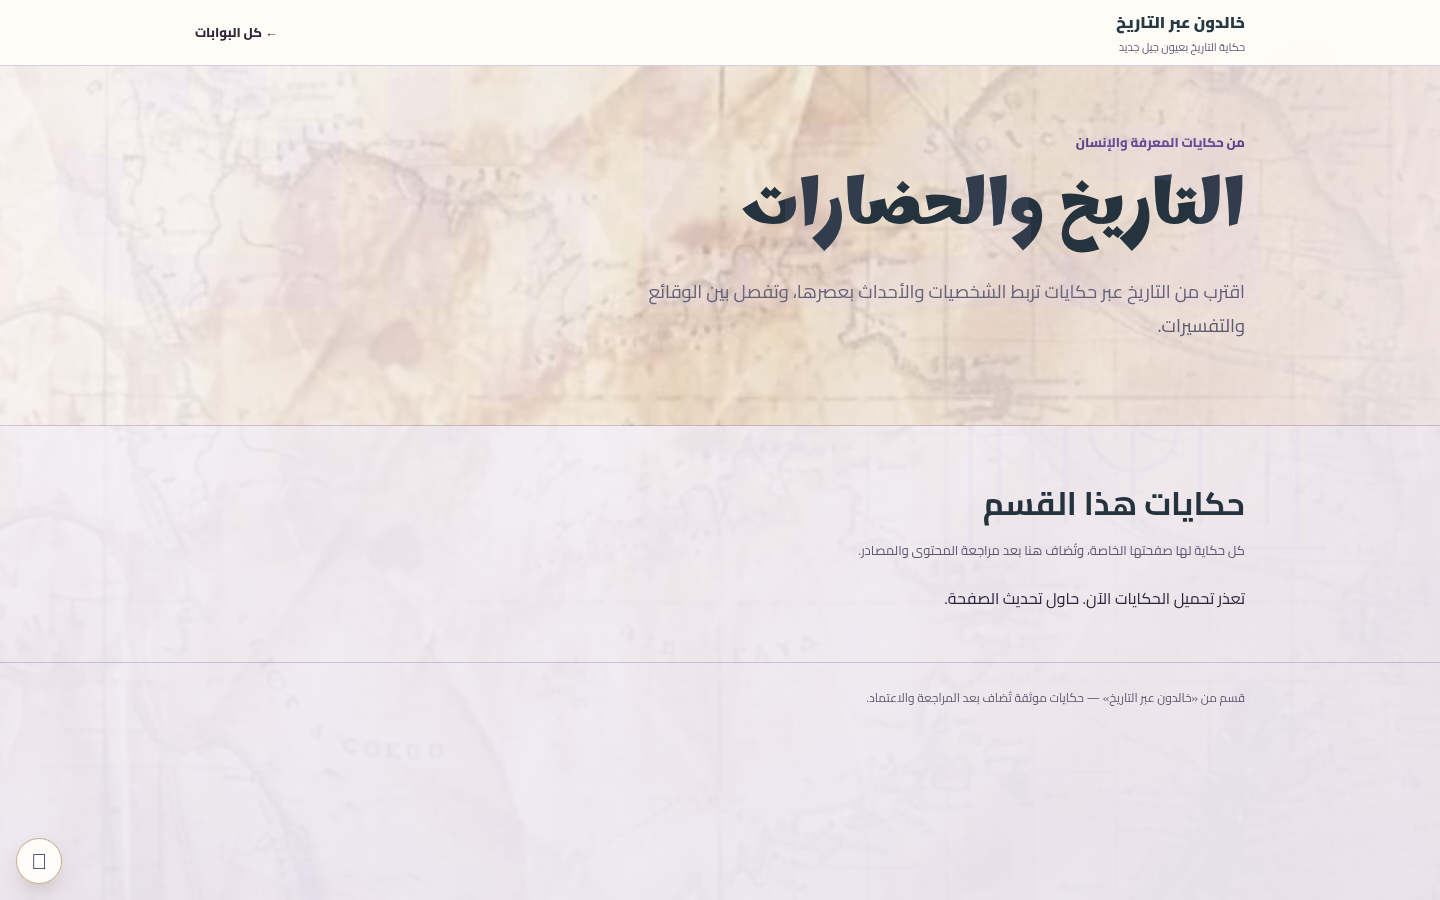 خالدون عبر التاريخ
حكاية التاريخ بعيون جيل جديد
← كل البوابات
من حكايات المعرفة والإنسان
التاريخ والحضارات
اقترب من التاريخ عبر حكايات تربط الشخصيات والأحداث بعصرها، وتفصل بين الوقائع
والتفسيرات.
حكايات هذا القسم
كل حكاية لها صفحتها الخاصة، وتُضاف هنا بعد مراجعة المحتوى والمصادر.
تعذر تحميل الحكايات الآن. حاول تحديث الصفحة.
قسم من «خالدون عبر التاريخ» — حكايات موثقة تُضاف بعد المراجعة والاعتماد.